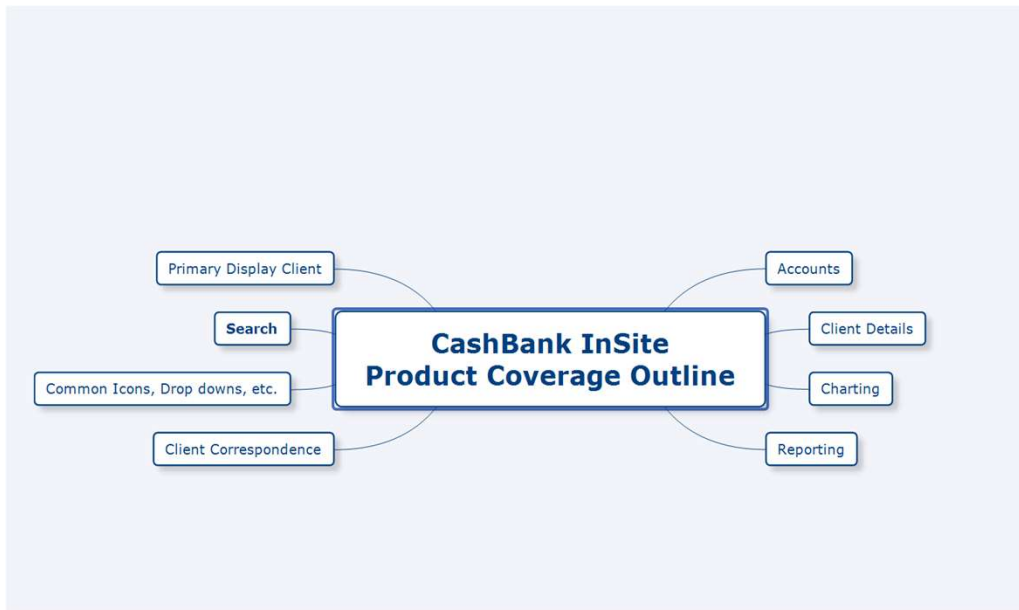 Primary Display Client
Accounts
Search
Client Details
CashBank InSite
Product Coverage Outline
Common Icons, Drop downs, etc.
Charting
Client Correspondence
Reporting